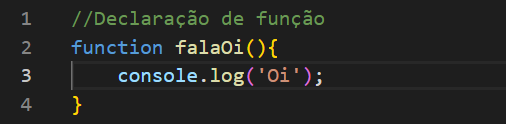 1 //Declaração de função
2 function falaOi(){
3     console.log('Oi');
4 }